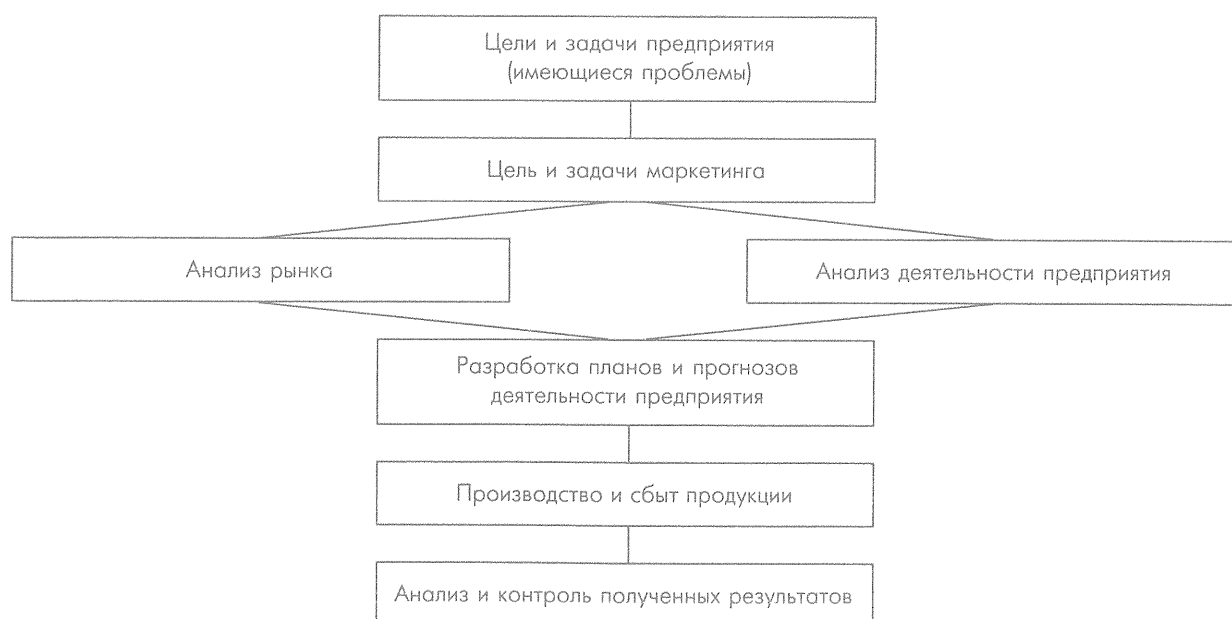 Цели и задачи предприятия
(имеющиеся проблемы)
Цель и задачи маркетинга
Анализ рынка
Анализ деятельности предприятия
Разработка планов и прогнозов
деятельности предприятия
Производство и сбыт продукции
Анализ и контроль полученных результатов